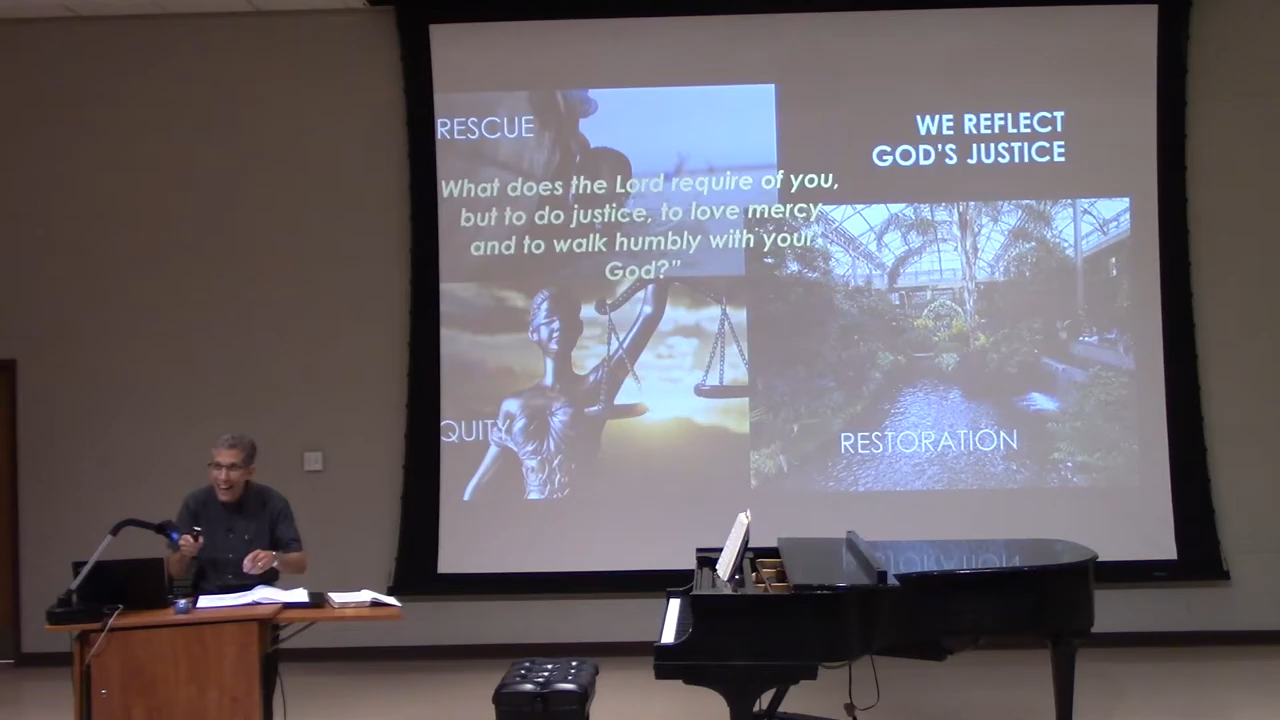 RESCUE
WE REFLECT
GOD'S JUSTICE
What does the Lord require of you,
but to do justice, to love mercy
and to walk humbly with your
God?"
QUITY
RESTORATION